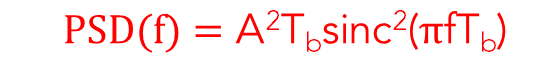 PSD(f) = A²T_bsinc²(πfT_b)